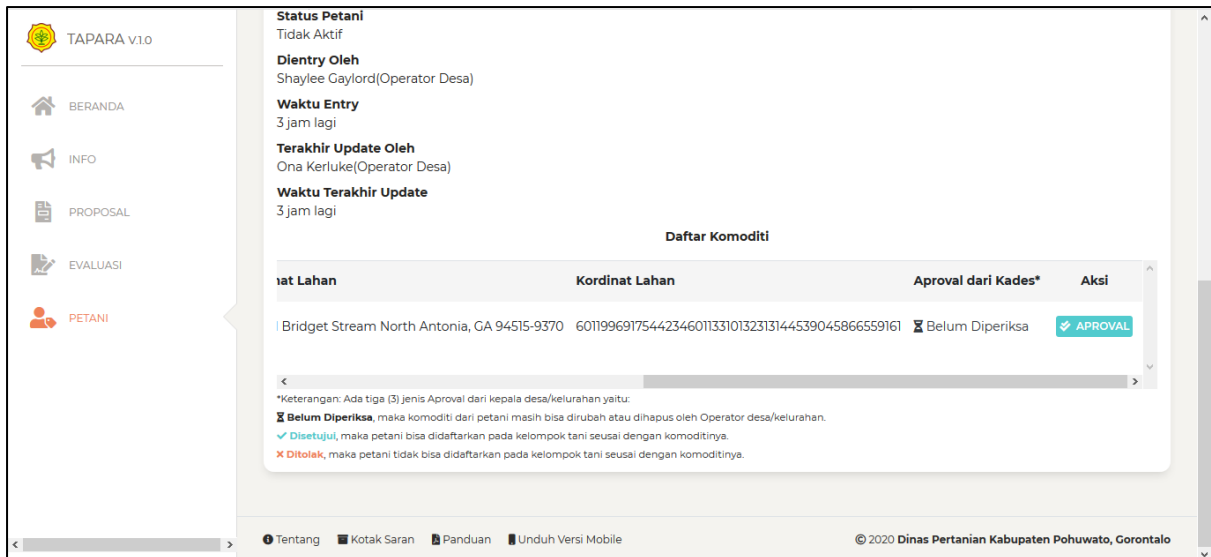 TAPARA V.1.0
BERANDA
INFO
PROPOSAL
EVALUASI
PETANI
Status Petani
Tidak Aktif
Dientry Oleh
Shaylee Gaylord(Operator Desa)
Waktu Entry
3 jam lagi
Terakhir Update Oleh
Ona Kerluke(Operator Desa)
Waktu Terakhir Update
3 jam lagi
Daftar Komoditi
nat Lahan Kordinat Lahan Aproval dari Kades* Aksi
Bridget Stream North Antonia, GA 94515-9370 601199691754423460113310132313144539045866559161 Belum Diperiksa APROVAL
*Keterangan: Ada tiga (3) jenis Aproval dari kepala desa/kelurahan yaitu:
Belum Diperiksa, maka komoditi dari petani masih bisa dirubah atau dihapus oleh Operator desa/kelurahan.
Disetujui, maka petani bisa didaftarkan pada kelompok tani seusai dengan komoditinya.
Ditolak, maka petani tidak bisa didaftarkan pada kelompok tani seusai dengan komoditinya.
Tentang Kotak Saran Panduan Unduh Versi Mobile © 2020 Dinas Pertanian Kabupaten Pohuwato, Gorontalo